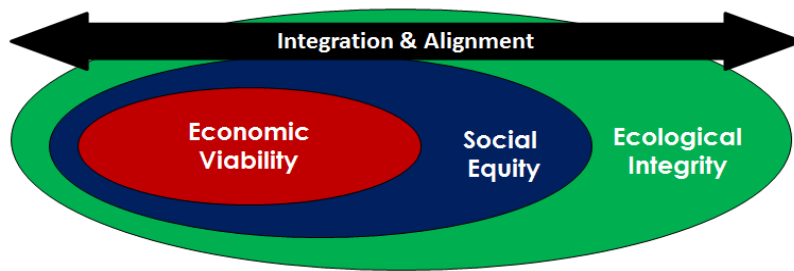 Integration & Alignment
Economic
Viability
Social
Equity
Ecological
Integrity